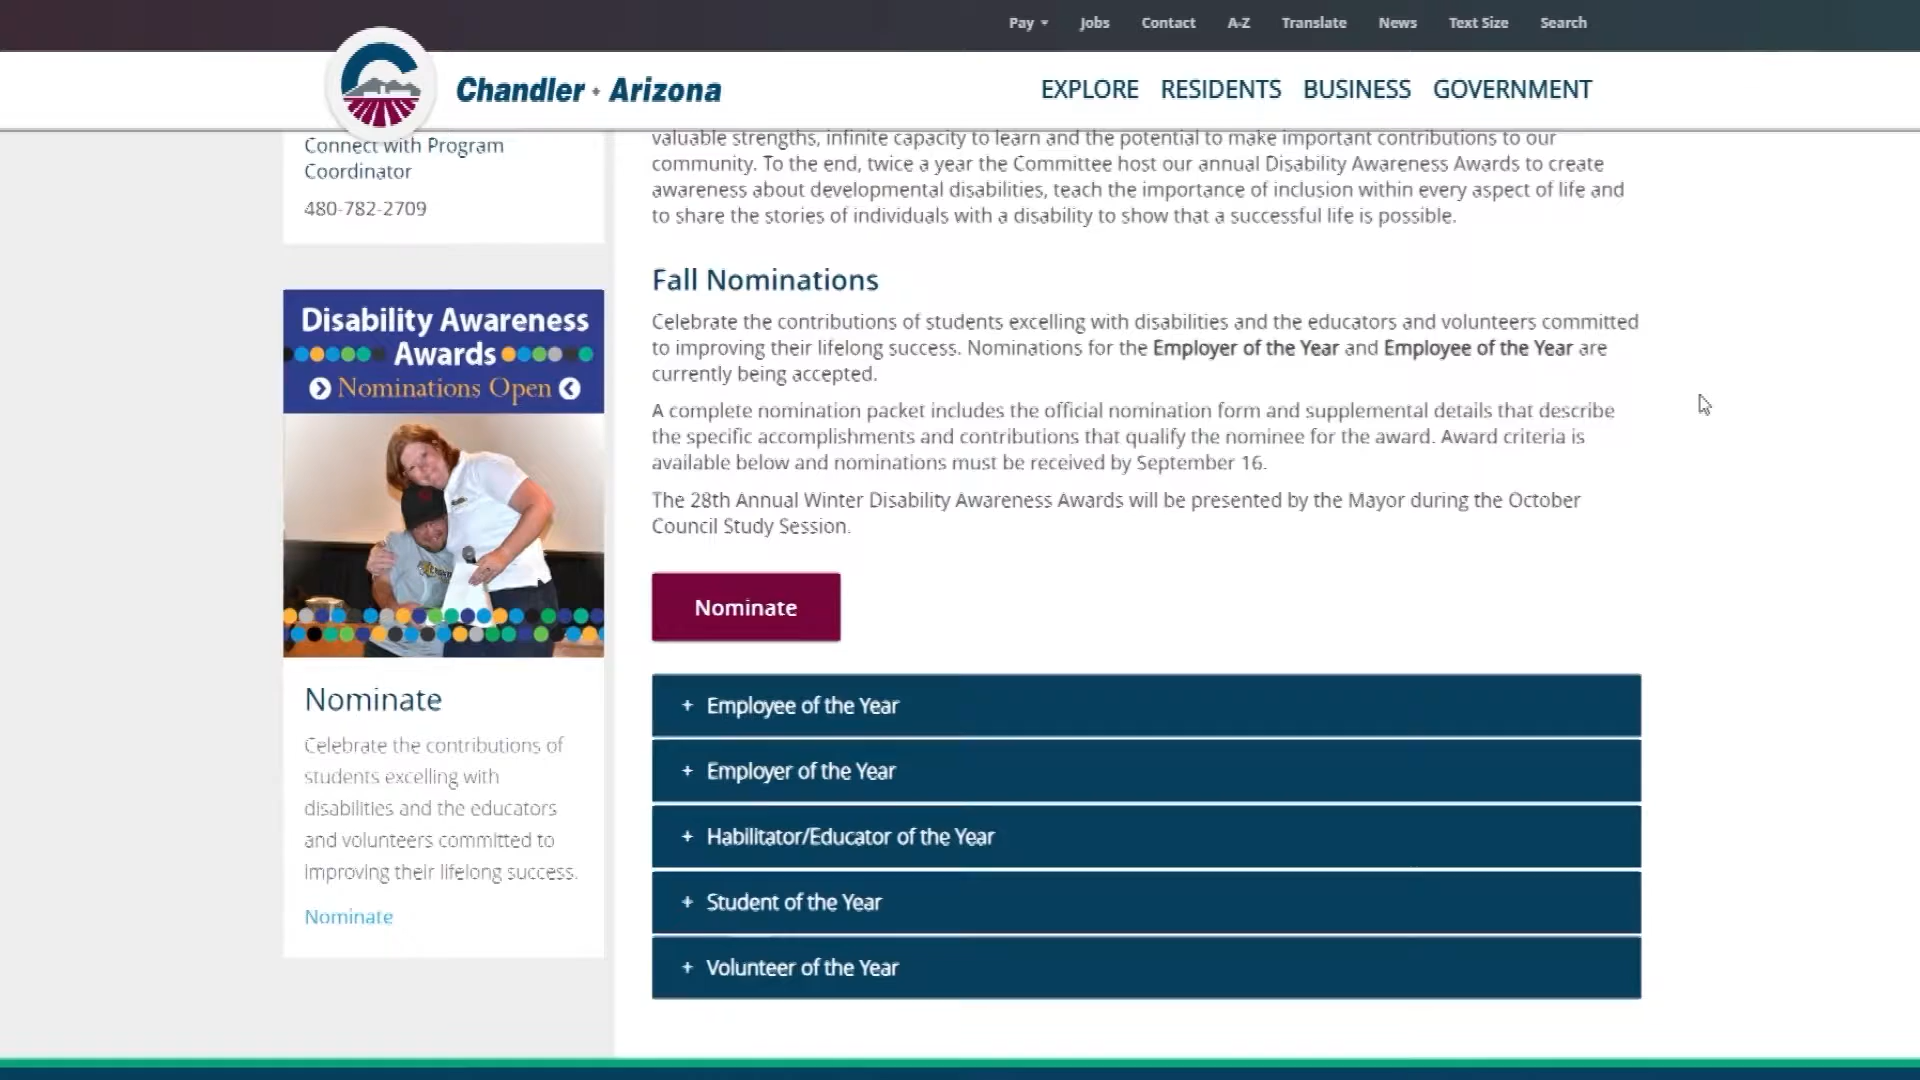 Pay Jobs Contact A-Z Translate News Text Size Search
Chandler • Arizona
EXPLORE RESIDENTS BUSINESS GOVERNMENT
Connect with Program
Coordinator
480-782-2709
Disability Awareness
Awards
Nominations Open
Nominate
Celebrate the contributions of
students excelling with
disabilities and the educators
and volunteers committed to
improving their lifelong success.
Nominate
valuable strengths, infinite capacity to learn and the potential to make important contributions to our
community. To the end, twice a year the Committee host our annual Disability Awareness Awards to create
awareness about developmental disabilities, teach the importance of inclusion within every aspect of life and
to share the stories of individuals with a disability to show that a successful life is possible.
Fall Nominations
Celebrate the contributions of students excelling with disabilities and the educators and volunteers committed
to improving their lifelong success. Nominations for the Employer of the Year and Employee of the Year are
currently being accepted.
A complete nomination packet includes the official nomination form and supplemental details that describe
the specific accomplishments and contributions that qualify the nominee for the award. Award criteria is
available below and nominations must be received by September 16.
The 28th Annual Winter Disability Awareness Awards will be presented by the Mayor during the October
Council Study Session.
Nominate
+ Employee of the Year
+ Employer of the Year
+ Habilitator/Educator of the Year
+ Student of the Year
+ Volunteer of the Year